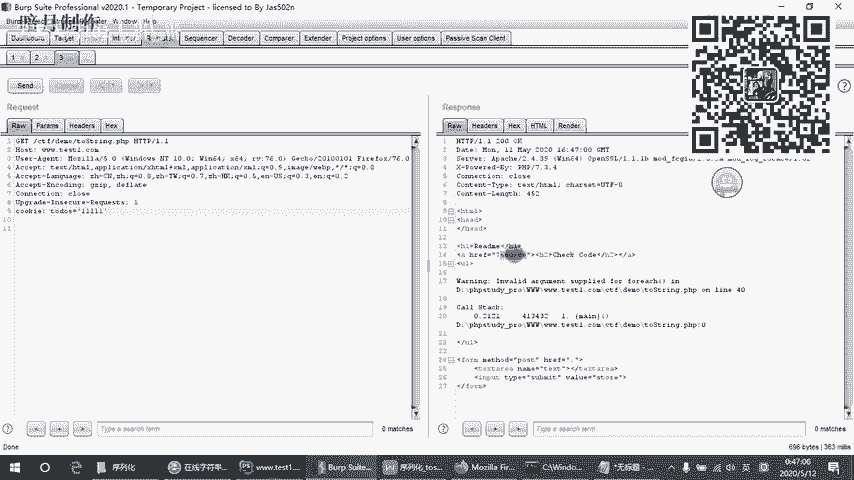 Burp Suite Professional v2020.1 - Temporary Project - licensed to By Jas502n
暗月制作
Target
Sequencer
Decoder
Comparer
Extender
Project options
User options
Passive Scan Client
1
2
3
Send
Request
Raw
Params
Headers
Hex
1 GET /ctf/demo/toString.php HTTP/1.1
2 Host: www.test1.com
3 User-Agent: Mozilla/5.0 (Windows NT 10.0; Win64; x64; rv:76.0) Gecko/20100101 Firefox/76.0
4 Accept: text/html,application/xhtml+xml,application/xml;q=0.9,image/webp,*/*;q=0.8
5 Accept-Language: zh-CN,zh;q=0.8,zh-TW;q=0.7,zh-HK;q=0.5,en-US;q=0.3,en;q=0.2
6 Accept-Encoding: gzip, deflate
7 Connection: close
8 Upgrade-Insecure-Requests: 1
9 cookie: todos='11111'
10
11
Type a search term
0 matches
Response
Raw
Headers
Hex
HTML
Render
1 HTTP/1.1 200 OK
2 Date: Mon, 11 May 2020 16:47:00 GMT
3 Server: Apache/2.4.39 (Win64) OpenSSL/1.1.1b
4 X-Powered-By: PHP/7.3.4
5 Connection: close
6 Content-Type: text/html; charset=UTF-8
7 Content-Length: 452
8
9 <html>
10 <head>
11 </head>
12
13 <h1>Readme</h1>
14 <a href="?source"><h2>Check Code</h2></a>
15 <ul>
16
17 Warning: Invalid argument supplied for foreach() in
D:\phpstudy_pro\WWW\www.test1.com\ctf\demo\toString.php on line 40
18
19 Call Stack:
20 0.2121 413432 1. {main}()
D:\phpstudy_pro\WWW\www.test1.com\ctf\demo\toString.php:0
21
22 </ul>
23
24 <form method="post" href=".">
25 <textarea name="text"></textarea>
26 <input type="submit" value="store">
27 </form>
Type a search term
0 matches
Done
696 bytes | 363 millis
序列化
在线字符串...
www.test1....
Burp Suite...
序列化_tos...
Mozilla Fir...
C:\Windo...
*无标题 - ...
英
0:47:06
2020/5/12